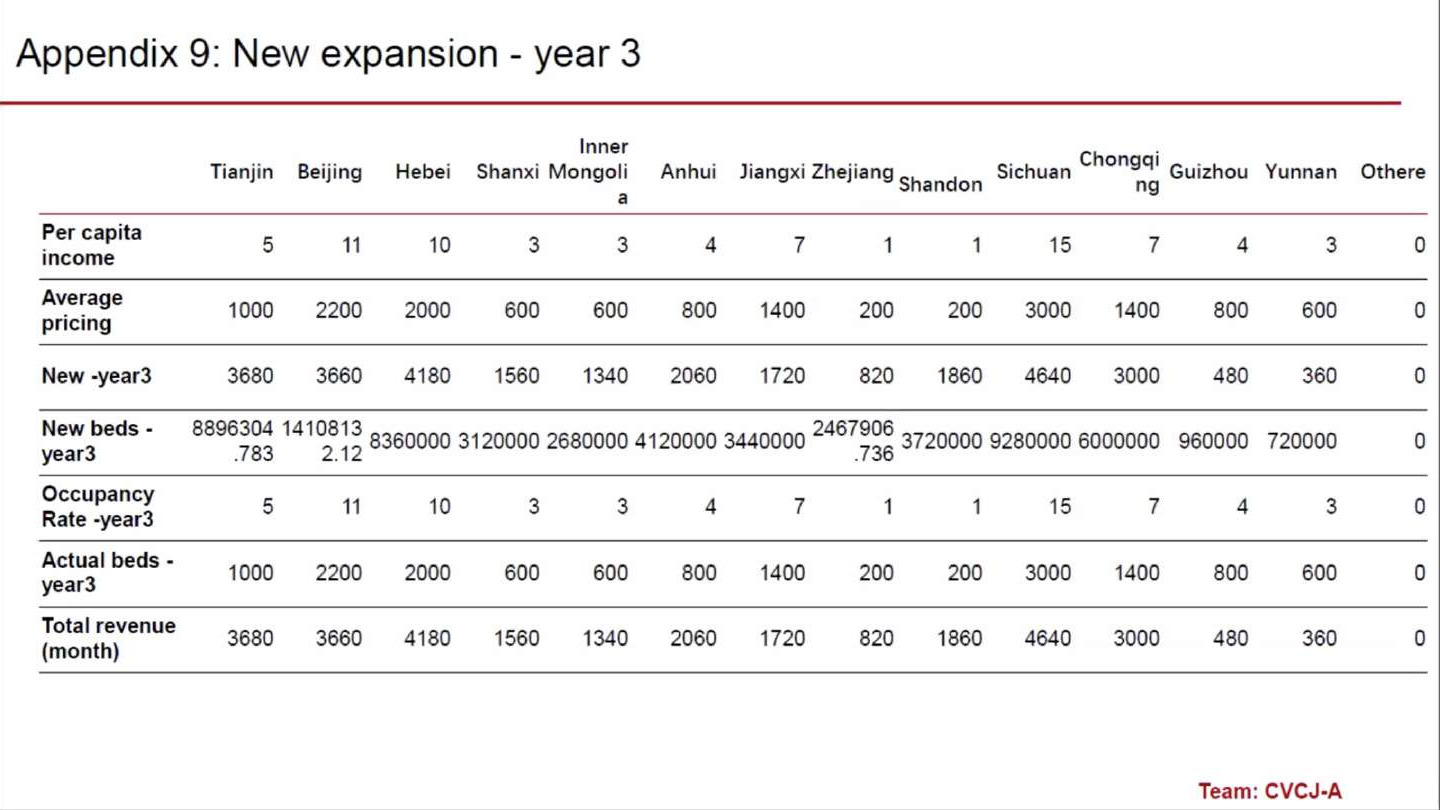 Appendix 9: New expansion - year 3
Tianjin Beijing Hebei Shanxi Inner Mongoli a Anhui Jiangxi Zhejiang Shandon Sichuan Chongqi ng Guizhou Yunnan Othere
Per capita income 5 11 10 3 3 4 7 1 1 15 7 4 3 0
Average pricing 1000 2200 2000 600 600 800 1400 200 200 3000 1400 800 600 0
New -year3 3680 3660 4180 1560 1340 2060 1720 820 1860 4640 3000 480 360 0
New beds - year3 8896304 .783 1410813 2.12 8360000 3120000 2680000 4120000 3440000 2467906 .736 3720000 9280000 6000000 960000 720000 0
Occupancy Rate -year3 5 11 10 3 3 4 7 1 1 15 7 4 3 0
Actual beds - year3 1000 2200 2000 600 600 800 1400 200 200 3000 1400 800 600 0
Total revenue (month) 3680 3660 4180 1560 1340 2060 1720 820 1860 4640 3000 480 360 0
Team: CVCJ-A